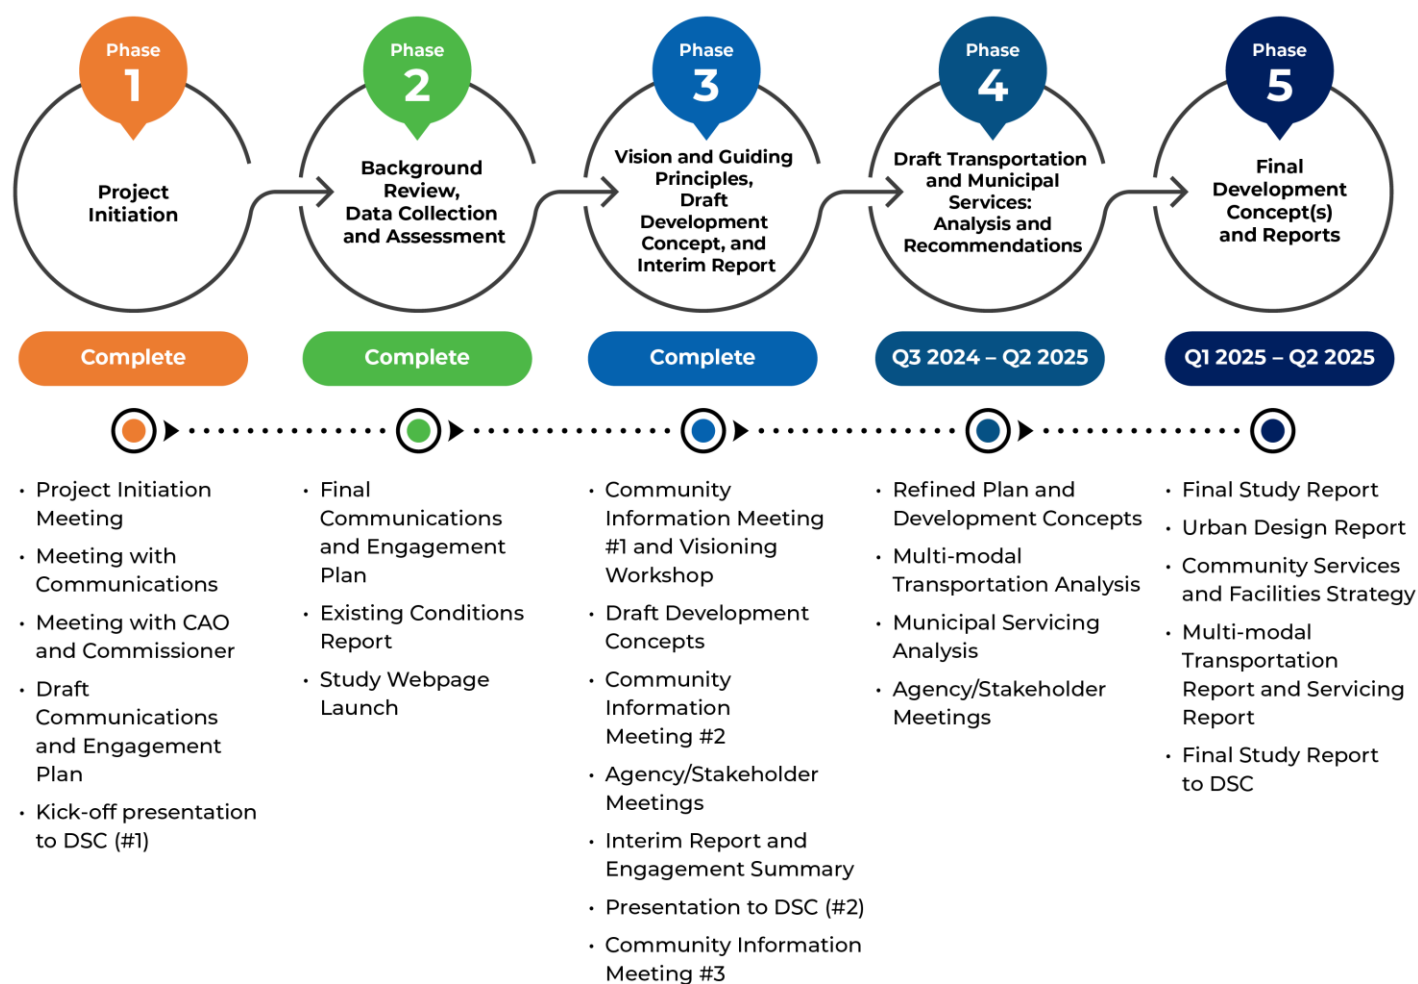 Phase
1
Project
Initiation
Complete
• Project Initiation
Meeting
• Meeting with
Communications
• Meeting with CAO
and Commissioner
• Draft
Communications
and Engagement
Plan
• Kick-off presentation
to DSC (#1)
Phase
2
Background
Review,
Data Collection
and Assessment
Complete
• Final
Communications
and Engagement
Plan
• Existing Conditions
Report
• Study Webpage
Launch
Phase
3
Vision and Guiding
Principles,
Draft
Development
Concept, and
Interim Report
Complete
• Community
Information Meeting
#1 and Visioning
Workshop
• Draft Development
Concepts
• Community
Information
Meeting #2
• Agency/Stakeholder
Meetings
• Interim Report and
Engagement Summary
• Presentation to DSC (#2)
• Community Information
Meeting #3
Phase
4
Draft Transportation
and Municipal
Services:
Analysis and
Recommendations
Q3 2024 – Q2 2025
• Refined Plan and
Development Concepts
• Multi-modal
Transportation Analysis
• Municipal Servicing
Analysis
• Agency/Stakeholder
Meetings
Phase
5
Final
Development
Concept(s)
and Reports
Q1 2025 – Q2 2025
• Final Study Report
• Urban Design Report
• Community Services
and Facilities Strategy
• Multi-modal
Transportation
Report and Servicing
Report
• Final Study Report
to DSC